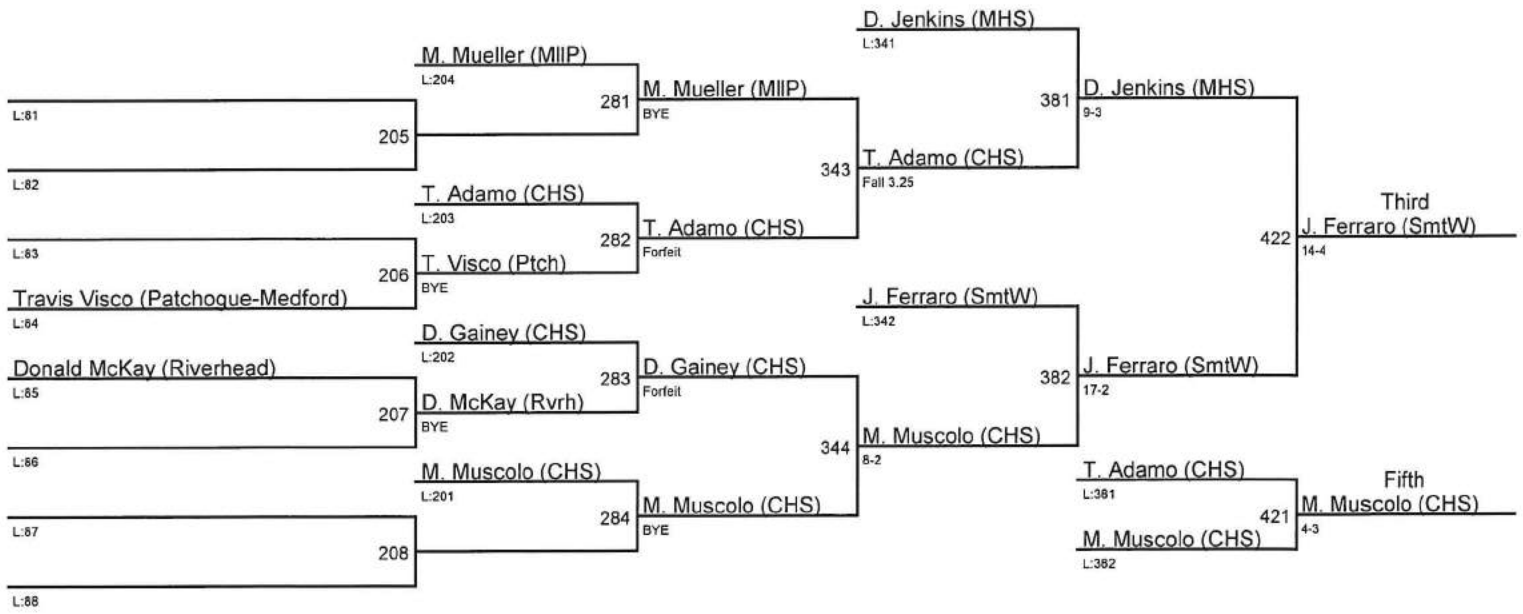 D. Jenkins (MHS)
L:341
M. Mueller (MIIP)
L:204
281
M. Mueller (MIIP)
BYE
381
D. Jenkins (MHS)
9-3
L:81
205
L:82
343
T. Adamo (CHS)
Fall 3.25
T. Adamo (CHS)
L:203
282
T. Adamo (CHS)
Forfeit
Third
422
J. Ferraro (SmtW)
14-4
L:83
206
T. Visco (Ptch)
BYE
Travis Visco (Patchogue-Medford)
L:84
J. Ferraro (SmtW)
L:342
D. Gainey (CHS)
L:202
Donald McKay (Riverhead)
L:85
283
D. Gainey (CHS)
Forfeit
382
J. Ferraro (SmtW)
17-2
207
D. McKay (Rvrh)
BYE
L:86
344
M. Muscolo (CHS)
8-2
M. Muscolo (CHS)
L:201
T. Adamo (CHS)
L:381
Fifth
284
M. Muscolo (CHS)
BYE
421
M. Muscolo (CHS)
4-3
L:87
208
M. Muscolo (CHS)
L:382
L:88